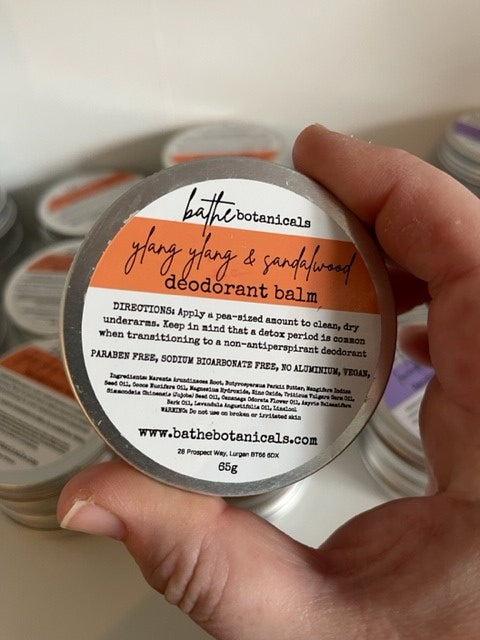 bathe botanicals
ylang ylang & sandalwood
deodorant balm
DIRECTIONS: Apply a pea-sized amount to clean, dry
underarms. Keep in mind that a detox period is common
when transitioning to a non-antiperspirant deodorant
PARABEN FREE, SODIUM BICARBONATE FREE, NO ALUMINIUM, VEGAN,
Ingredients: Maranta Arundinacea Root, Butyrospermum Parkii Butter, Mangifera Indica
Seed Oil, Cocos Nucifera Oil, Magnesium Hydroxide, Zinc Oxide, Triticum Vulgare Germ Oil,
Simmondsia Chinensis (Jojoba) Seed Oil, Cananga Odorata Flower Oil, Amyris Balsamifera
Bark Oil, Lavandula Angustifolia Oil, Linalool
WARNING: Do not use on broken or irritated skin
www.bathebotanicals.com
28 Prospect Way, Lurgan BT66 6DX
65g